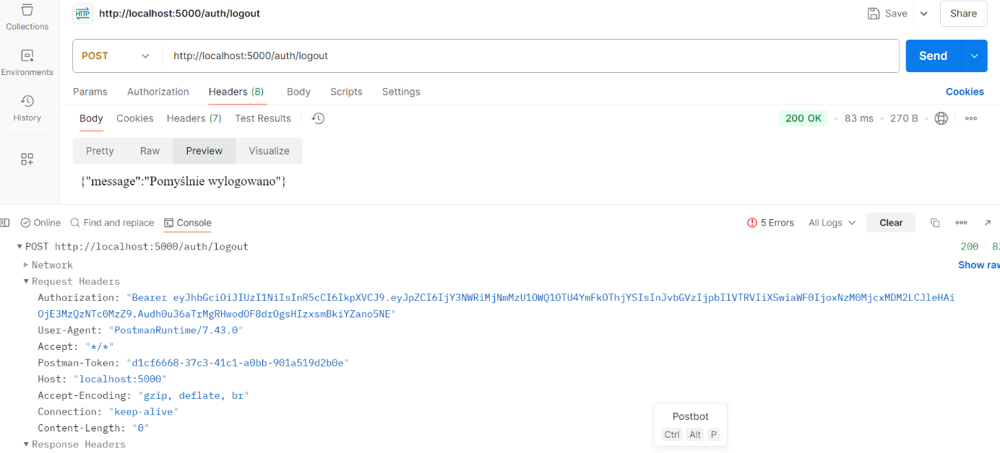 Collections
HTTP http://localhost:5000/auth/logout
Save
Share
POST
http://localhost:5000/auth/logout
Send
Environments
Params Authorization Headers (8) Body Scripts Settings
Cookies
History
Body Cookies Headers (7) Test Results
200 OK • 83 ms • 270 B •
Pretty Raw Preview Visualize
{"message":"Pomyślnie wylogowano"}
Online Find and replace Console
5 Errors All Logs Clear
POST http://localhost:5000/auth/logout
200
Network
Show raw
Request Headers
Authorization: "Bearer eyJhbGciOiJIUzI1NiIsInR5cCI6IkpXVCJ9.eyJpZCI6IjY3NWRiMjNmMzU1OWQ1OTU4YmFkOThjYSIsInJvbGVzIjpbIlVTRVIiXSwiaWF0IjoxNzM0MjcxMDM2LCJleHAi
OjE3MzQzNTc0MzZ9.Audh0u36aTrMgRHwodOF8drOgsHIzxsmBkiYZano5NE"
User-Agent: "PostmanRuntime/7.43.0"
Accept: "*/*"
Postman-Token: "d1cf6668-37c3-41c1-a0bb-901a519d2b0e"
Host: "localhost:5000"
Accept-Encoding: "gzip, deflate, br"
Connection: "keep-alive"
Content-Length: "0"
Response Headers
Postbot
Ctrl Alt P